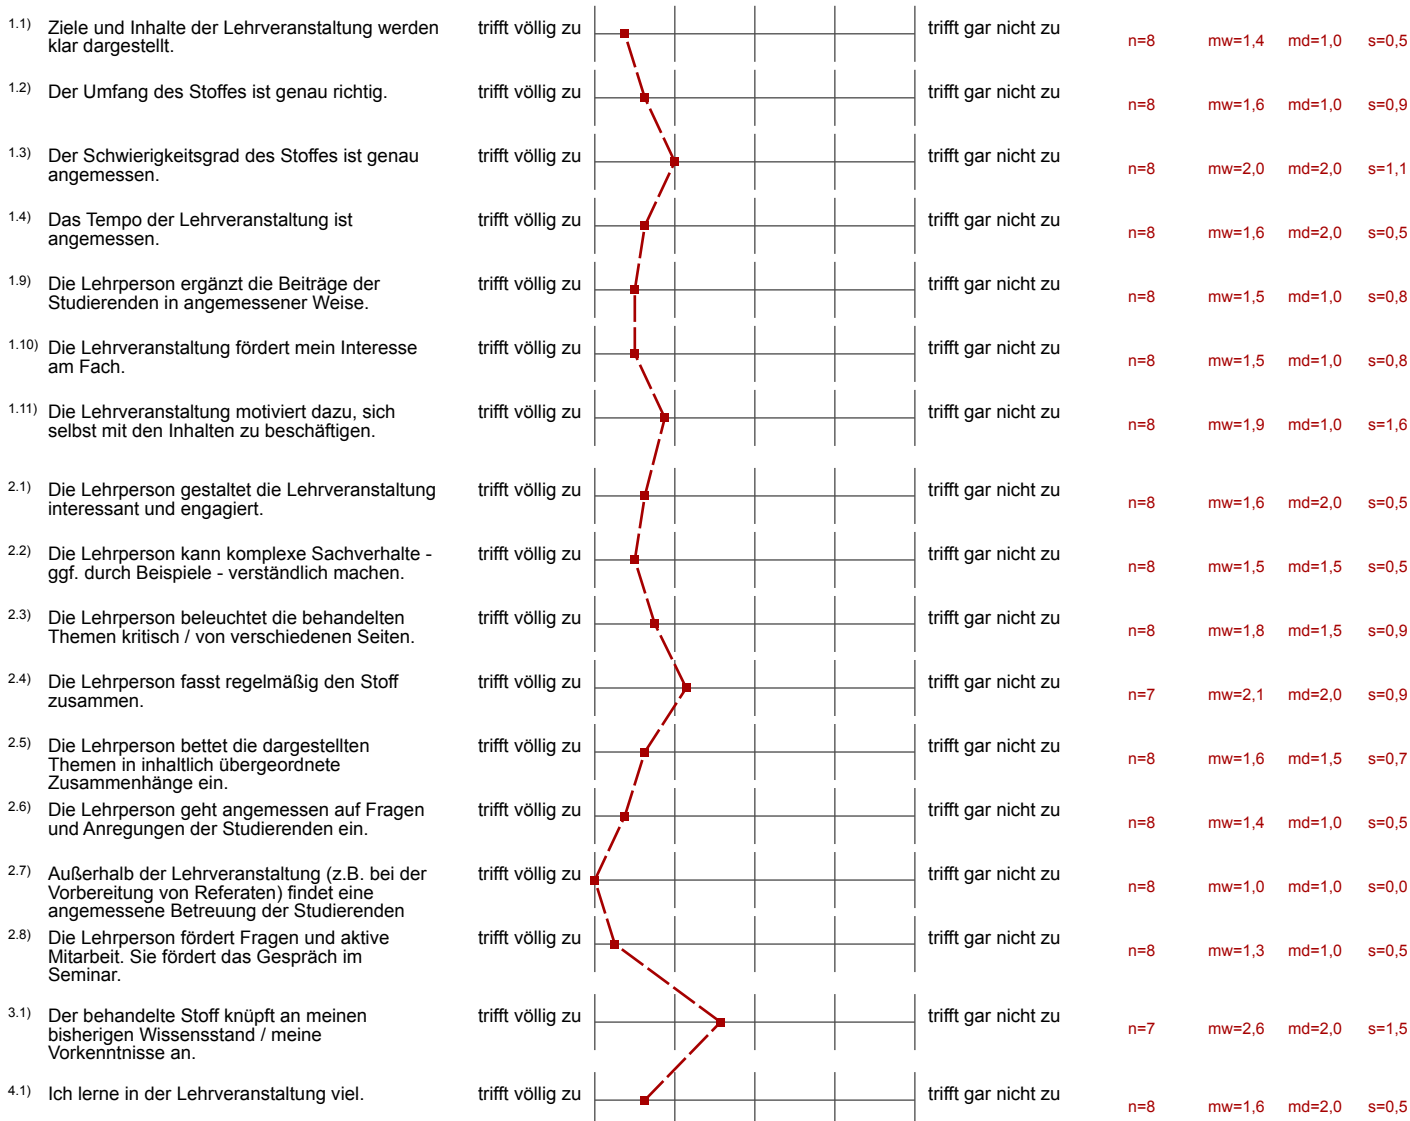 1.1) Ziele und Inhalte der Lehrveranstaltung werden
klar dargestellt.
trifft völlig zu trifft gar nicht zu n=8 mw=1,4 md=1,0 s=0,5
1.2) Der Umfang des Stoffes ist genau richtig.
trifft völlig zu trifft gar nicht zu n=8 mw=1,6 md=1,0 s=0,9
1.3) Der Schwierigkeitsgrad des Stoffes ist genau
angemessen.
trifft völlig zu trifft gar nicht zu n=8 mw=2,0 md=2,0 s=1,1
1.4) Das Tempo der Lehrveranstaltung ist
angemessen.
trifft völlig zu trifft gar nicht zu n=8 mw=1,6 md=2,0 s=0,5
1.9) Die Lehrperson ergänzt die Beiträge der
Studierenden in angemessener Weise.
trifft völlig zu trifft gar nicht zu n=8 mw=1,5 md=1,0 s=0,8
1.10) Die Lehrveranstaltung fördert mein Interesse
am Fach.
trifft völlig zu trifft gar nicht zu n=8 mw=1,5 md=1,0 s=0,8
1.11) Die Lehrveranstaltung motiviert dazu, sich
selbst mit den Inhalten zu beschäftigen.
trifft völlig zu trifft gar nicht zu n=8 mw=1,9 md=1,0 s=1,6
2.1) Die Lehrperson gestaltet die Lehrveranstaltung
interessant und engagiert.
trifft völlig zu trifft gar nicht zu n=8 mw=1,6 md=2,0 s=0,5
2.2) Die Lehrperson kann komplexe Sachverhalte -
ggf. durch Beispiele - verständlich machen.
trifft völlig zu trifft gar nicht zu n=8 mw=1,5 md=1,5 s=0,5
2.3) Die Lehrperson beleuchtet die behandelten
Themen kritisch / von verschiedenen Seiten.
trifft völlig zu trifft gar nicht zu n=8 mw=1,8 md=1,5 s=0,9
2.4) Die Lehrperson fasst regelmäßig den Stoff
zusammen.
trifft völlig zu trifft gar nicht zu n=7 mw=2,1 md=2,0 s=0,9
2.5) Die Lehrperson bettet die dargestellten
Themen in inhaltlich übergeordnete
Zusammenhänge ein.
trifft völlig zu trifft gar nicht zu n=8 mw=1,6 md=1,5 s=0,7
2.6) Die Lehrperson geht angemessen auf Fragen
und Anregungen der Studierenden ein.
trifft völlig zu trifft gar nicht zu n=8 mw=1,4 md=1,0 s=0,5
2.7) Außerhalb der Lehrveranstaltung (z.B. bei der
Vorbereitung von Referaten) findet eine
angemessene Betreuung der Studierenden
trifft völlig zu trifft gar nicht zu n=8 mw=1,0 md=1,0 s=0,0
2.8) Die Lehrperson fördert Fragen und aktive
Mitarbeit. Sie fördert das Gespräch im
Seminar.
trifft völlig zu trifft gar nicht zu n=8 mw=1,3 md=1,0 s=0,5
3.1) Der behandelte Stoff knüpft an meinen
bisherigen Wissensstand / meine
Vorkenntnisse an.
trifft völlig zu trifft gar nicht zu n=7 mw=2,6 md=2,0 s=1,5
4.1) Ich lerne in der Lehrveranstaltung viel.
trifft völlig zu trifft gar nicht zu n=8 mw=1,6 md=2,0 s=0,5